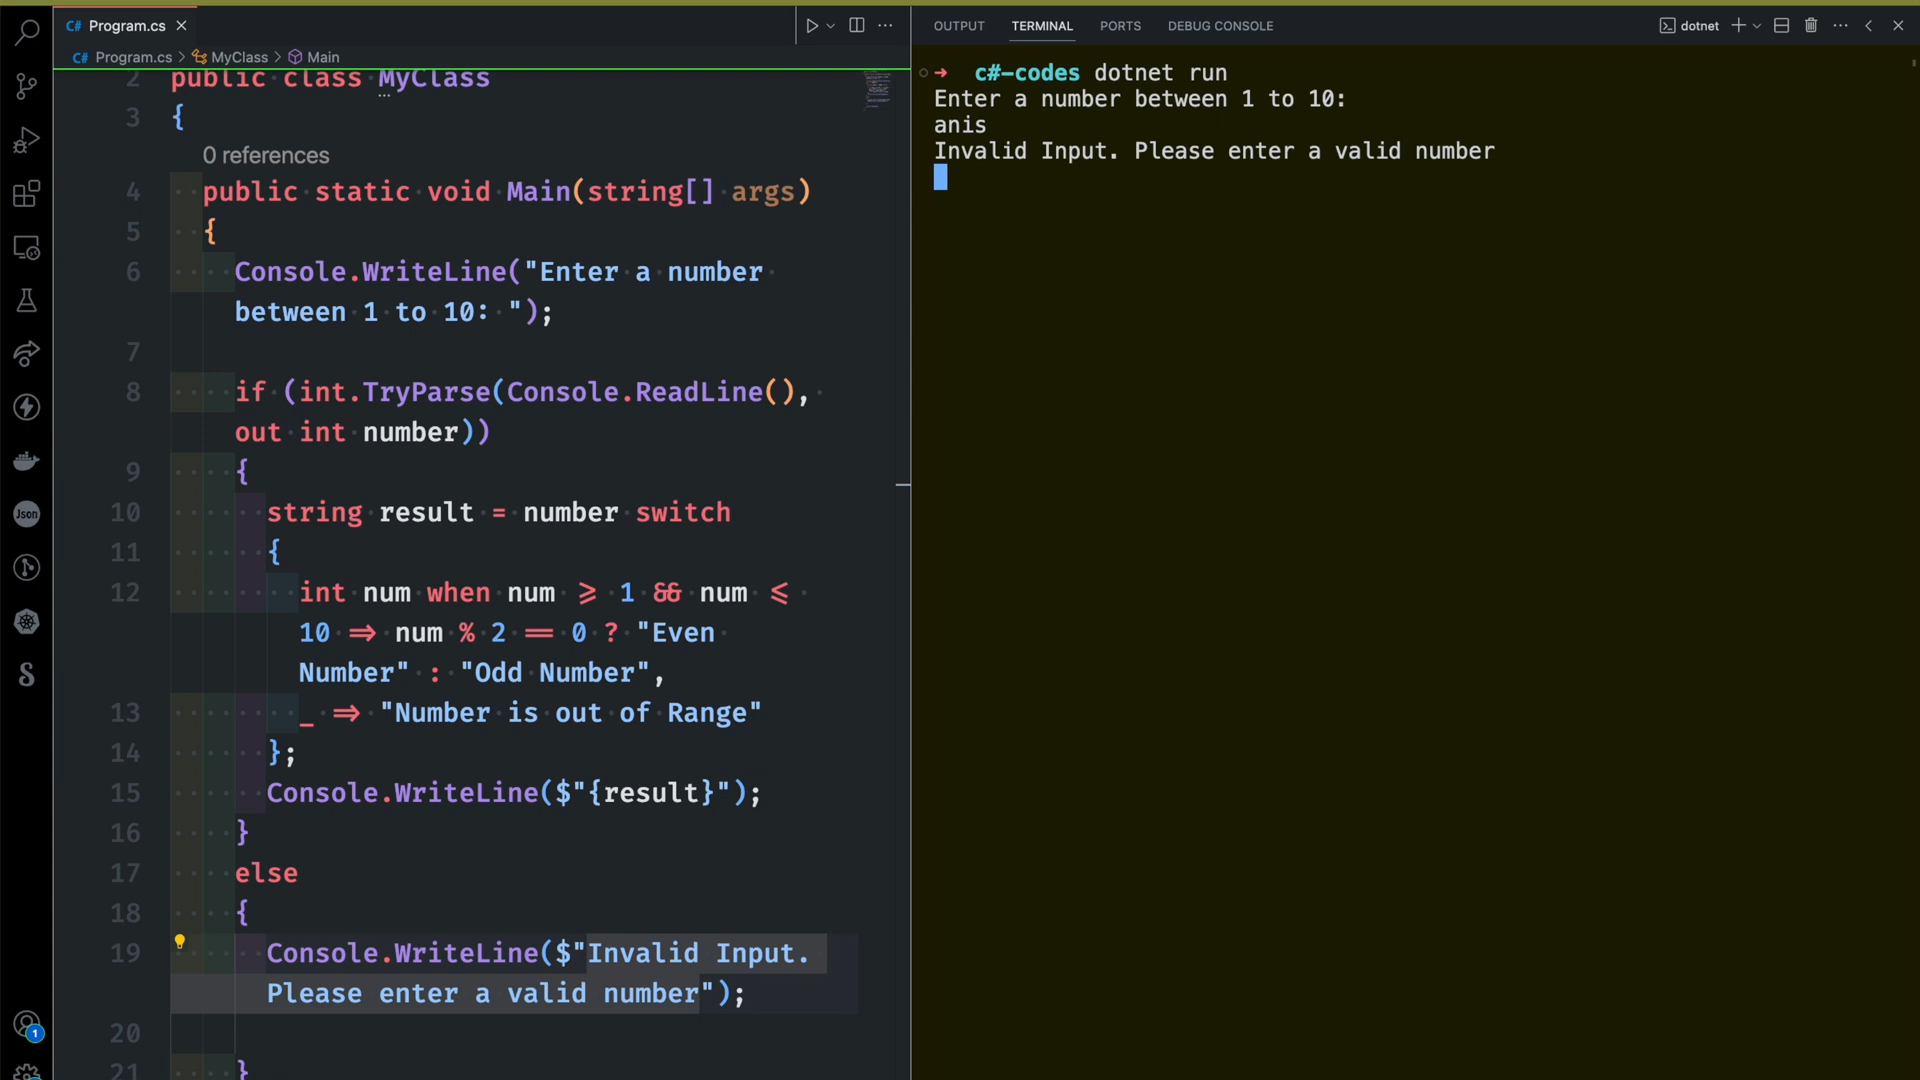 C# Program.cs
C# Program.cs > MyClass > Main
2 public class MyClass
3 {
0 references
4 public static void Main(string[] args)
5 {
6 Console.WriteLine("Enter a number
between 1 to 10: ");
7
8 if (int.TryParse(Console.ReadLine(),
out int number))
9 {
10 string result = number switch
11 {
12 int num when num >= 1 && num <=
10 => num % 2 == 0 ? "Even
Number" : "Odd Number",
13 _ => "Number is out of Range"
14 };
15 Console.WriteLine($"{result}");
16 }
17 else
18 {
19 Console.WriteLine($"Invalid Input.
Please enter a valid number");
20
21 }
Json
1
OUTPUT TERMINAL PORTS DEBUG CONSOLE dotnet
→ c#-codes dotnet run
Enter a number between 1 to 10:
anis
Invalid Input. Please enter a valid number